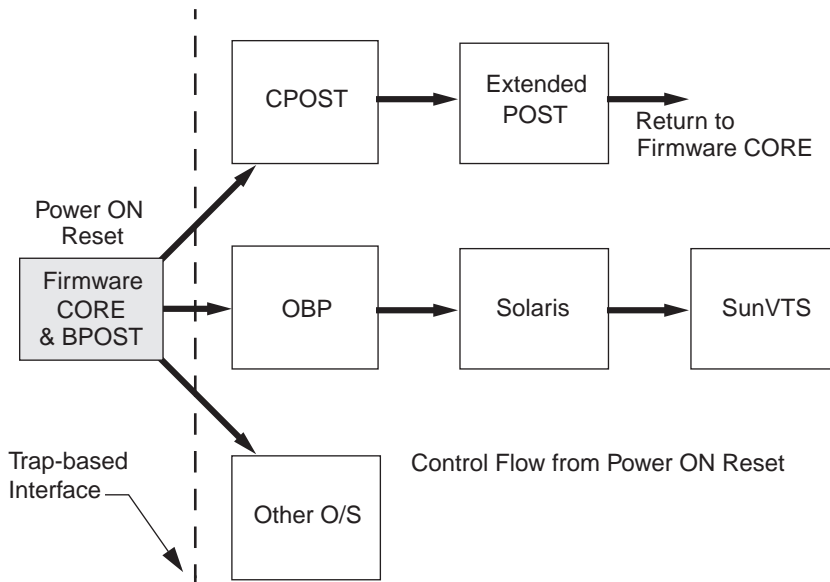 CPOST
Extended
POST
Return to
Firmware CORE
Power ON
Reset
Firmware
CORE
& BPOST
OBP
Solaris
SunVTS
Trap-based
Interface
Other O/S
Control Flow from Power ON Reset